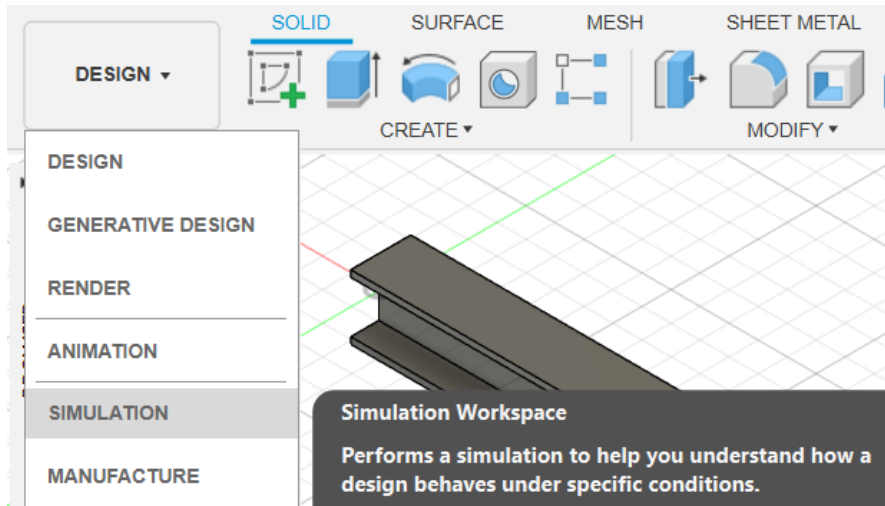 DESIGN ▾
SOLID
SURFACE
MESH
SHEET METAL
CREATE ▾
MODIFY ▾
DESIGN
GENERATIVE DESIGN
RENDER
ANIMATION
SIMULATION
MANUFACTURE
Simulation Workspace
Performs a simulation to help you understand how a
design behaves under specific conditions.